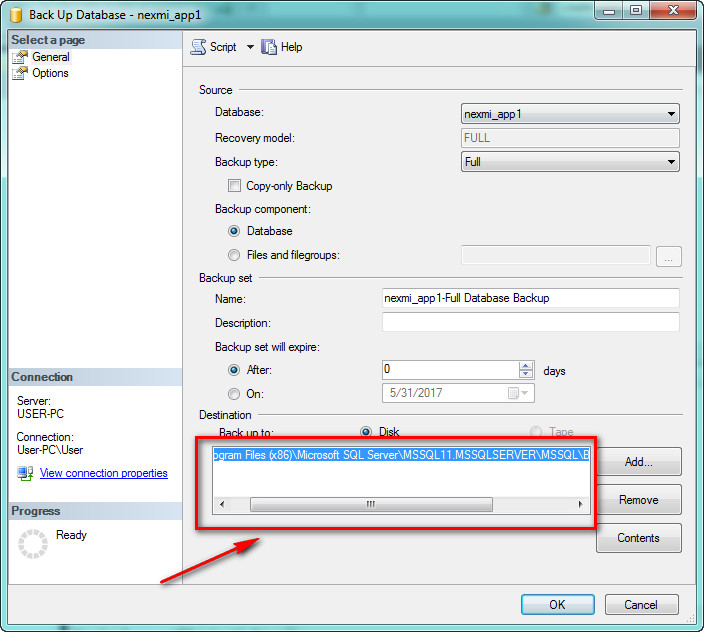 Back Up Database - nexmi_app1
Select a page
General
Options
Script
Help
Source
Database:
nexmi_app1
Recovery model:
FULL
Backup type:
Full
Copy-only Backup
Backup component:
Database
Files and filegroups:
...
Backup set
Name:
nexmi_app1-Full Database Backup
Description:
Backup set will expire:
After:
0
days
On:
5/31/2017
Destination
Back up to:
Disk
Tape
ogram Files (x86)\Microsoft SQL Server\MSSQL11.MSSQLSERVER\MSSQL\B
Add...
Remove
Contents
Connection
Server:
USER-PC
Connection:
User-PC\User
View connection properties
Progress
Ready
OK
Cancel